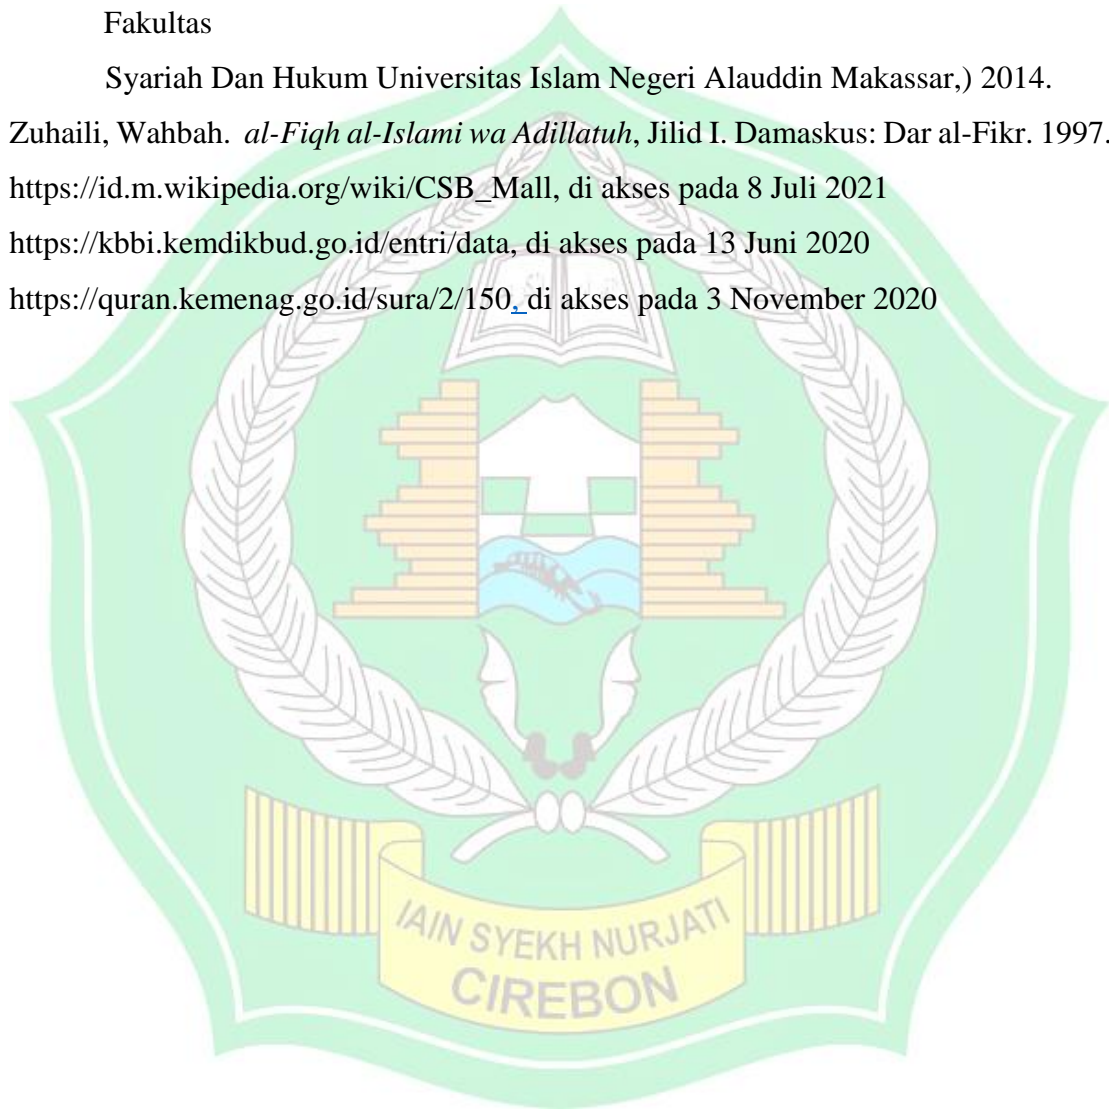 Fakultas
Syariah Dan Hukum Universitas Islam Negeri Alauddin Makassar,) 2014.
Zuhaili, Wahbah. al-Fiqh al-Islami wa Adillatuh, Jilid I. Damaskus: Dar al-Fikr. 1997.
https://id.m.wikipedia.org/wiki/CSB_Mall, di akses pada 8 Juli 2021
https://kbbi.kemdikbud.go.id/entri/data, di akses pada 13 Juni 2020
https://quran.kemenag.go.id/sura/2/150, di akses pada 3 November 2020
IAIN SYEKH NURJATI
CIREBON